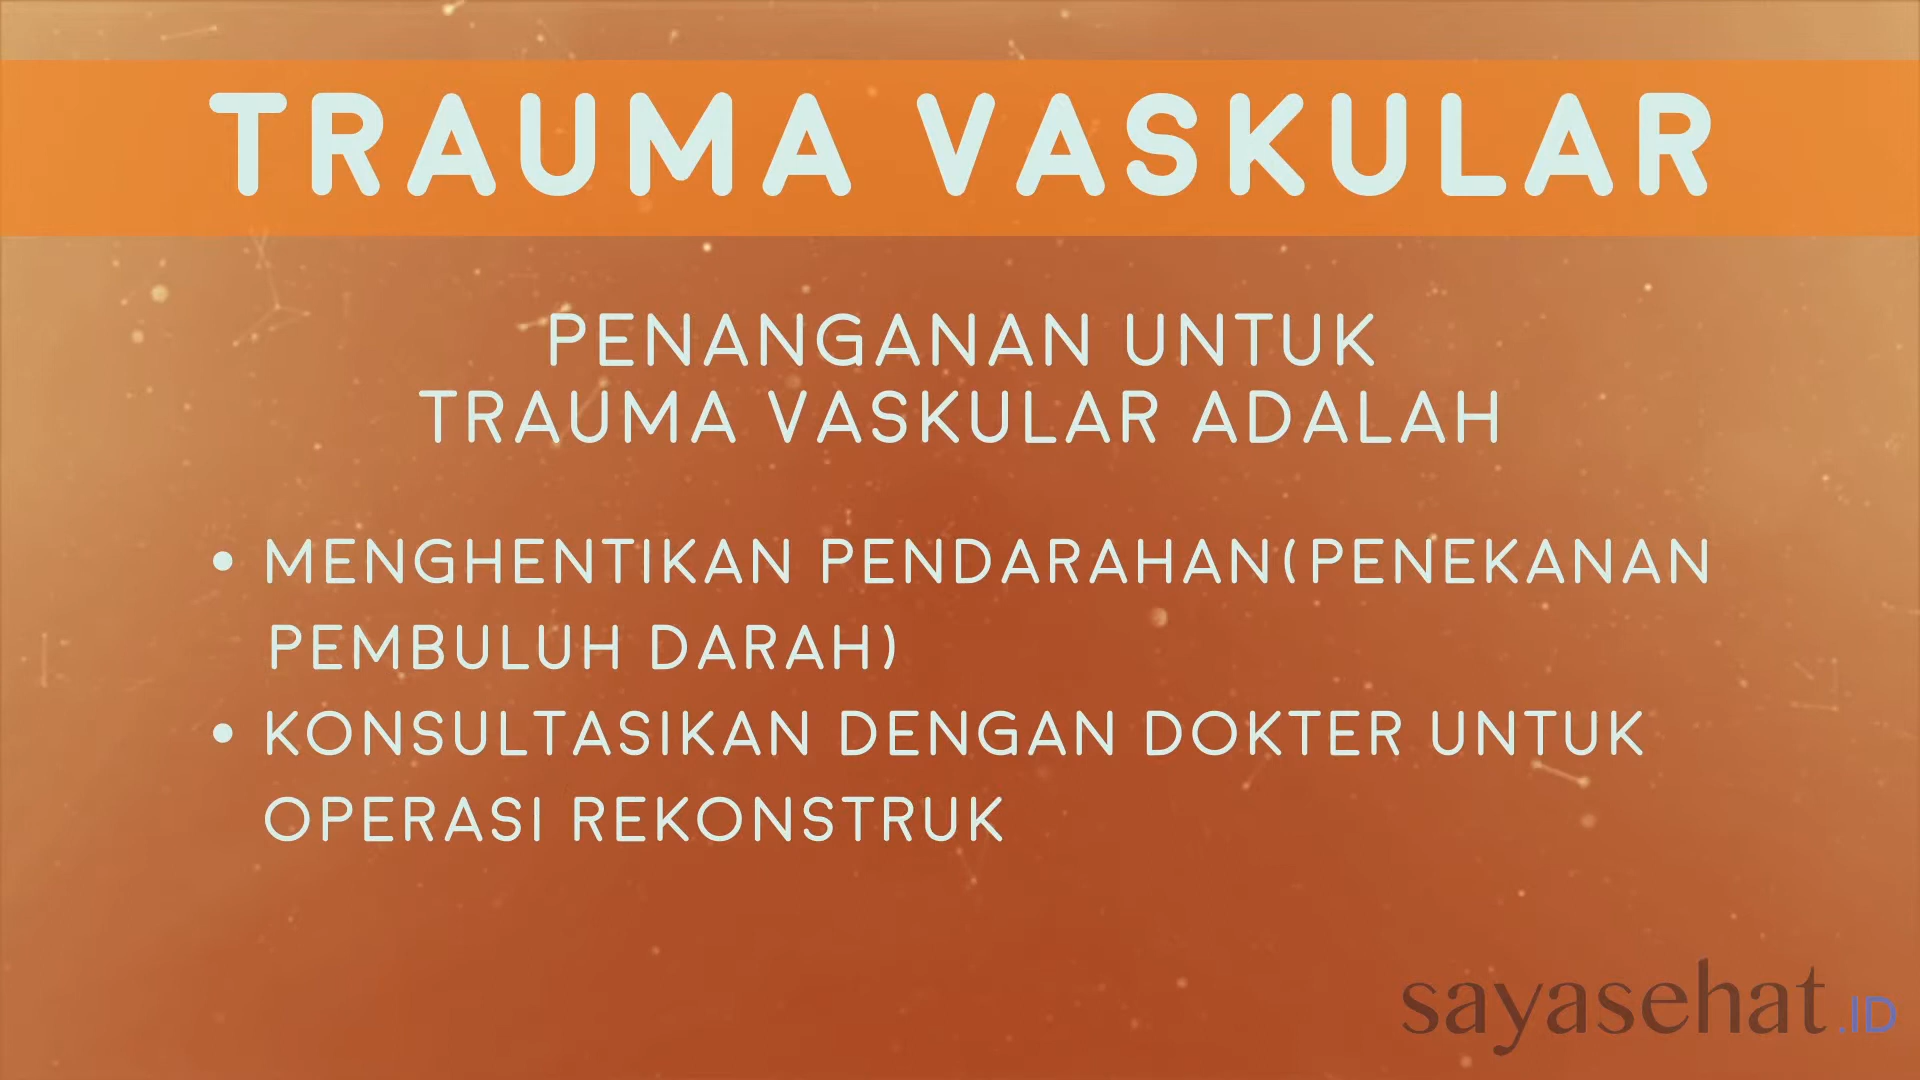 TRAUMA VASKULAR
PENANGANAN UNTUK
TRAUMA VASKULAR ADALAH
• MENGHENTIKAN PENDARAHAN(PENEKANAN
PEMBULUH DARAH)
• KONSULTASIKAN DENGAN DOKTER UNTUK
OPERASI REKONSTRUK
sayasehat.ID